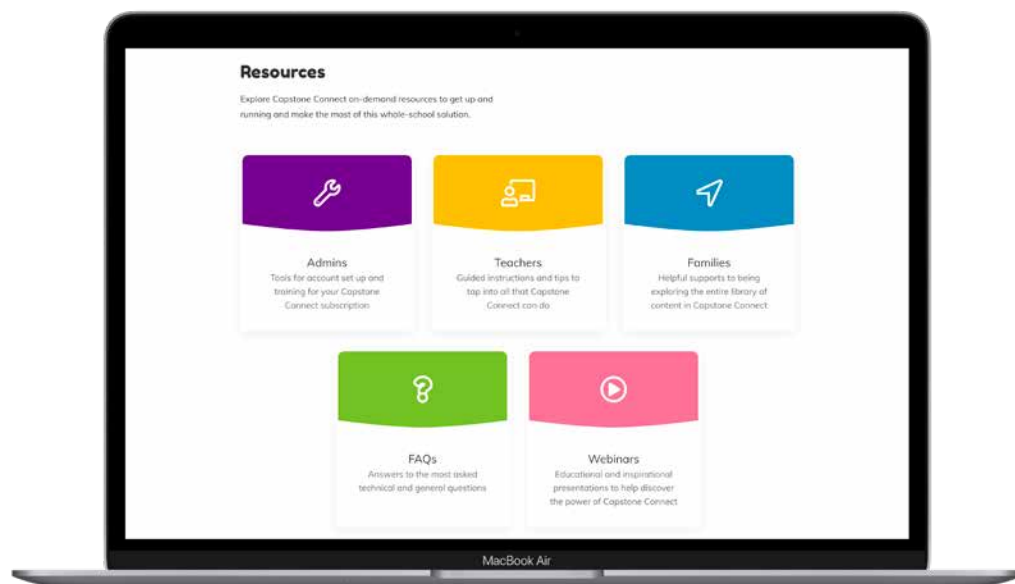 Resources
Explore Capstone Connect on-demand resources to get up and
running and make the most of this whole-school solution.
Admins
Tools for account set up and
training for your Capstone
Connect subscription
Teachers
Guided instructions and tips to
tap into all that Capstone
Connect can do
Families
Helpful supports to being
exploring the entire library of
content in Capstone Connect
FAQs
Answers to the most asked
technical and general questions
Webinars
Educational and inspirational
presentations to help discover
the power of Capstone Connect
MacBook Air